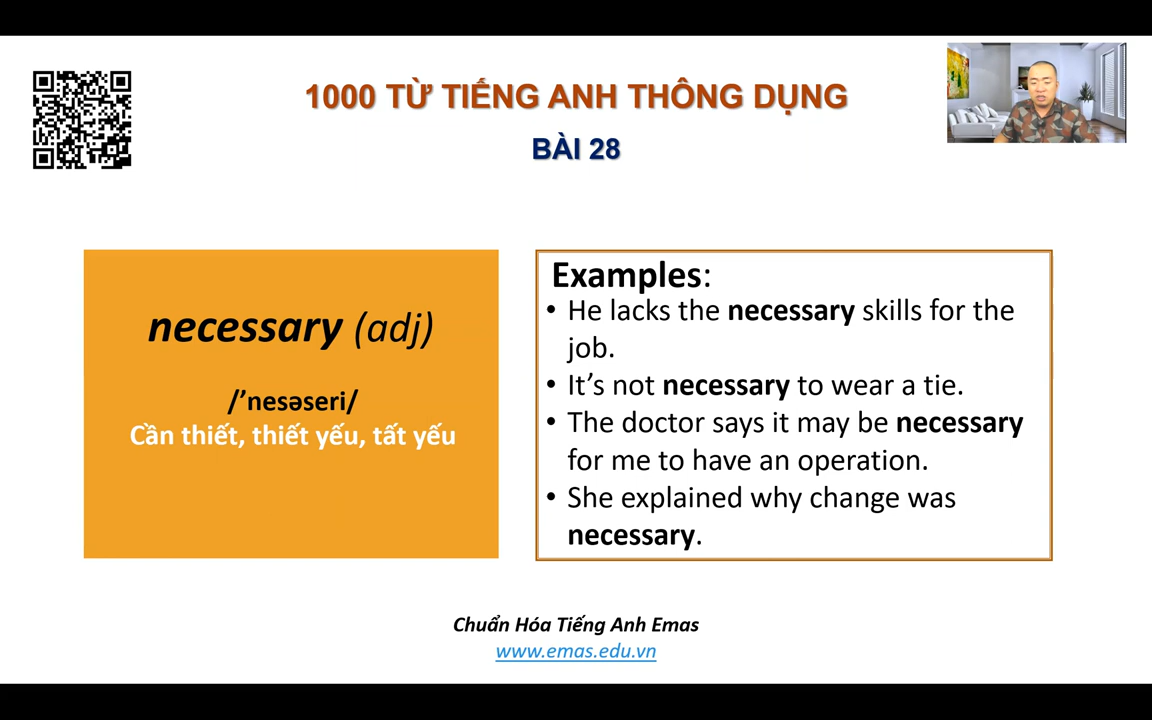 1000 TỪ TIẾNG ANH THÔNG DỤNG
BÀI 28
necessary (adj)
/’nesəseri/
Cần thiết, thiết yếu, tất yếu
Examples:
• He lacks the necessary skills for the
job.
• It’s not necessary to wear a tie.
• The doctor says it may be necessary
for me to have an operation.
• She explained why change was
necessary.
Chuẩn Hóa Tiếng Anh Emas
www.emas.edu.vn